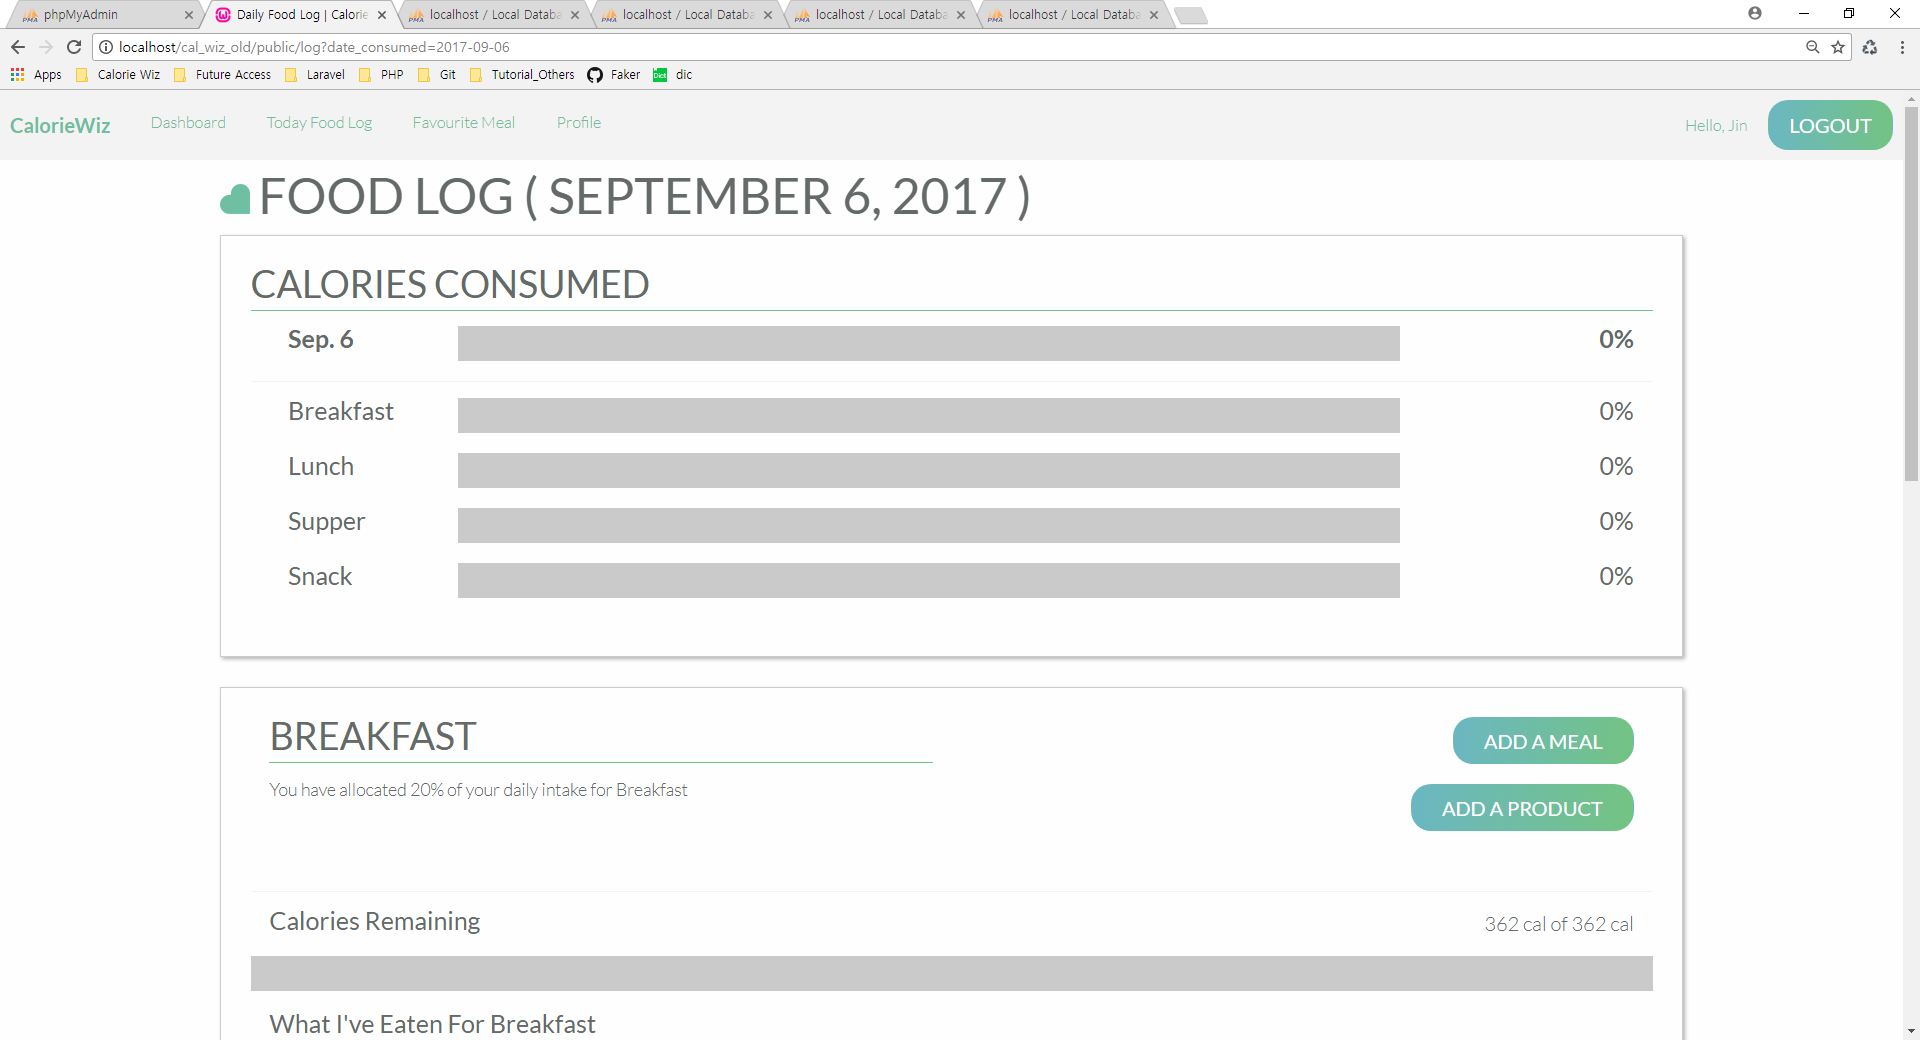 phpMyAdmin
Daily Food Log | Calorie
localhost / Local Databa
localhost / Local Databa
localhost / Local Databa
localhost / Local Databa
localhost/cal_wiz_old/public/log?date_consumed=2017-09-06
Apps Calorie Wiz Future Access Laravel PHP Git Tutorial_Others Faker Dict dic
CalorieWiz Dashboard Today Food Log Favourite Meal Profile Hello, Jin LOGOUT
FOOD LOG ( SEPTEMBER 6, 2017 )
CALORIES CONSUMED
Sep. 6 0%
Breakfast 0%
Lunch 0%
Supper 0%
Snack 0%
BREAKFAST
ADD A MEAL
You have allocated 20% of your daily intake for Breakfast
ADD A PRODUCT
Calories Remaining 362 cal of 362 cal
What I've Eaten For Breakfast